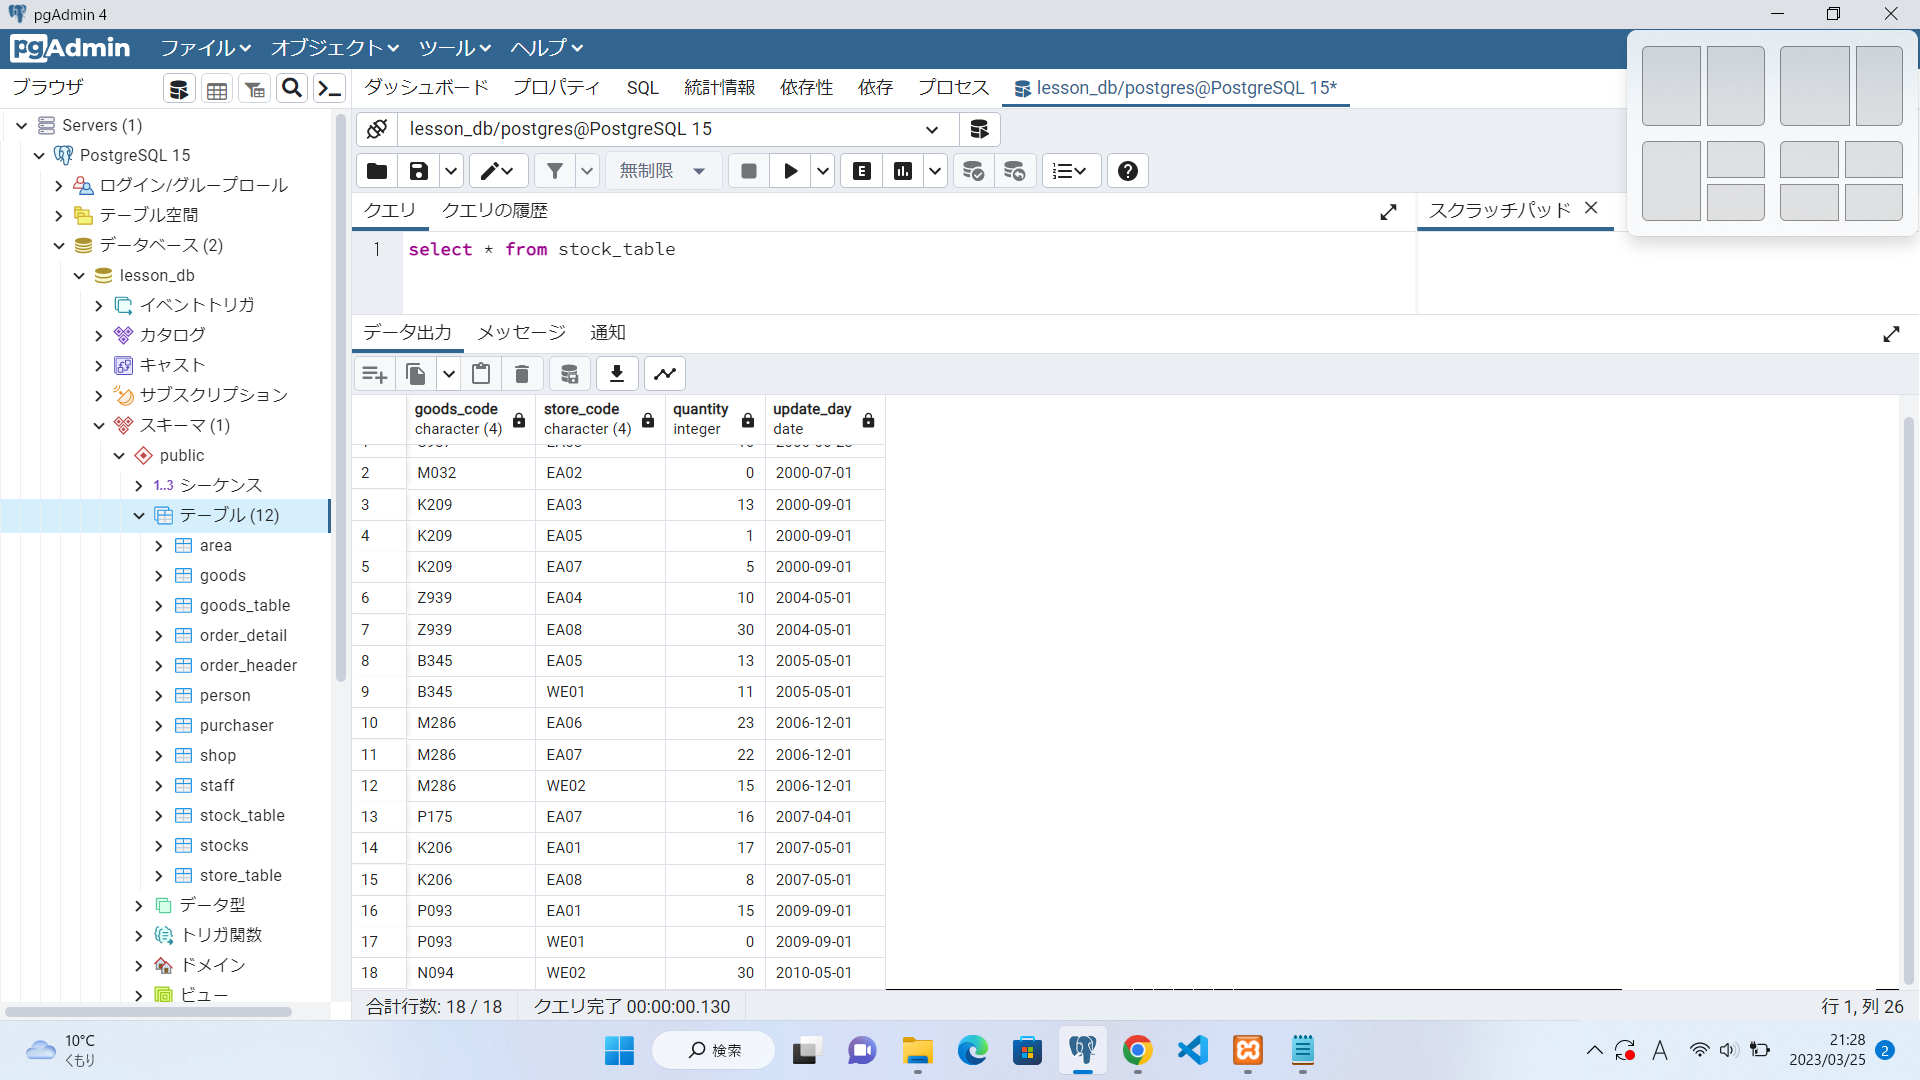 pgAdmin 4
pgAdmin ファイル オブジェクト ツール ヘルプ
ブラウザ
ダッシュボード プロパティ SQL 統計情報 依存性 依存 プロセス lesson_db/postgres@PostgreSQL 15*
Servers (1)
PostgreSQL 15
ログイン/グループロール
テーブル空間
データベース (2)
lesson_db
イベントトリガ
カタログ
キャスト
サブスクリプション
スキーマ (1)
public
1..3 シーケンス
テーブル (12)
area
goods
goods_table
order_detail
order_header
person
purchaser
shop
staff
stock_table
stocks
store_table
データ型
トリガ関数
ドメイン
ビュー
lesson_db/postgres@PostgreSQL 15
無制限
E
クエリ クエリの履歴
スクラッチパッド
1 select * from stock_table
データ出力 メッセージ 通知
goods_code store_code quantity update_day
character (4) character (4) integer date
2 M032 EA02 0 2000-07-01
3 K209 EA03 13 2000-09-01
4 K209 EA05 1 2000-09-01
5 K209 EA07 5 2000-09-01
6 Z939 EA04 10 2004-05-01
7 Z939 EA08 30 2004-05-01
8 B345 EA05 13 2005-05-01
9 B345 WE01 11 2005-05-01
10 M286 EA06 23 2006-12-01
11 M286 EA07 22 2006-12-01
12 M286 WE02 15 2006-12-01
13 P175 EA07 16 2007-04-01
14 K206 EA01 17 2007-05-01
15 K206 EA08 8 2007-05-01
16 P093 EA01 15 2009-09-01
17 P093 WE01 0 2009-09-01
18 N094 WE02 30 2010-05-01
合計行数: 18 / 18 クエリ完了 00:00:00.130
行 1, 列 26
10°C
くもり
検索
A
21:28
2023/03/25
2